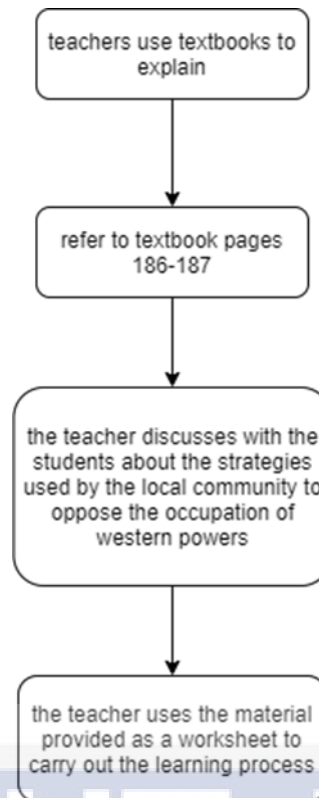 teachers use textbooks to
explain
refer to textbook pages
186-187
the teacher discusses with the
students about the strategies
used by the local community to
oppose the occupation of
western powers
the teacher uses the material
provided as a worksheet to
carry out the learning process